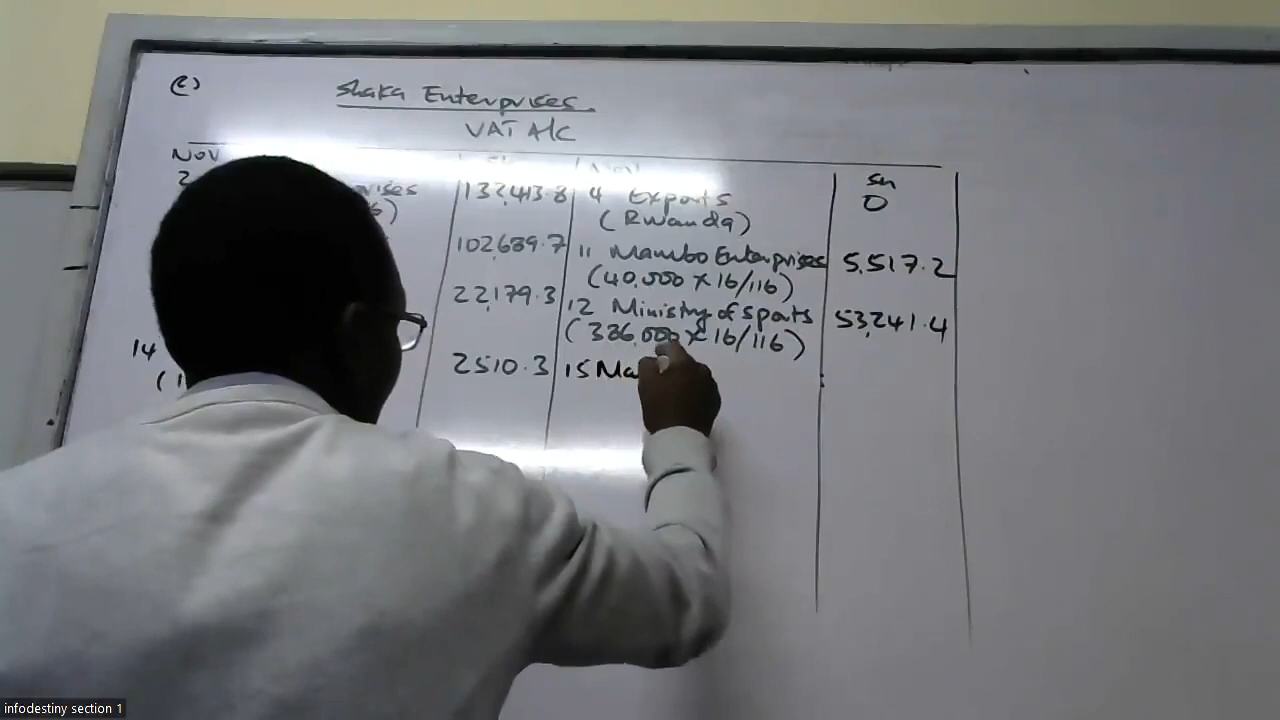 (c)
Shaka Enterprises.
VAT A/C
NOV
2
132,413.8
4 Exports
(Rwanda)
sh
0
102,689.7
11 Mambo Enterprises
(40,000 x 16/116)
5,517.2
22,179.3
12 Ministry of sports
(386,000 x 16/116)
53,241.4
14
(1
2510.3
15 Ma
infodestiny section 1